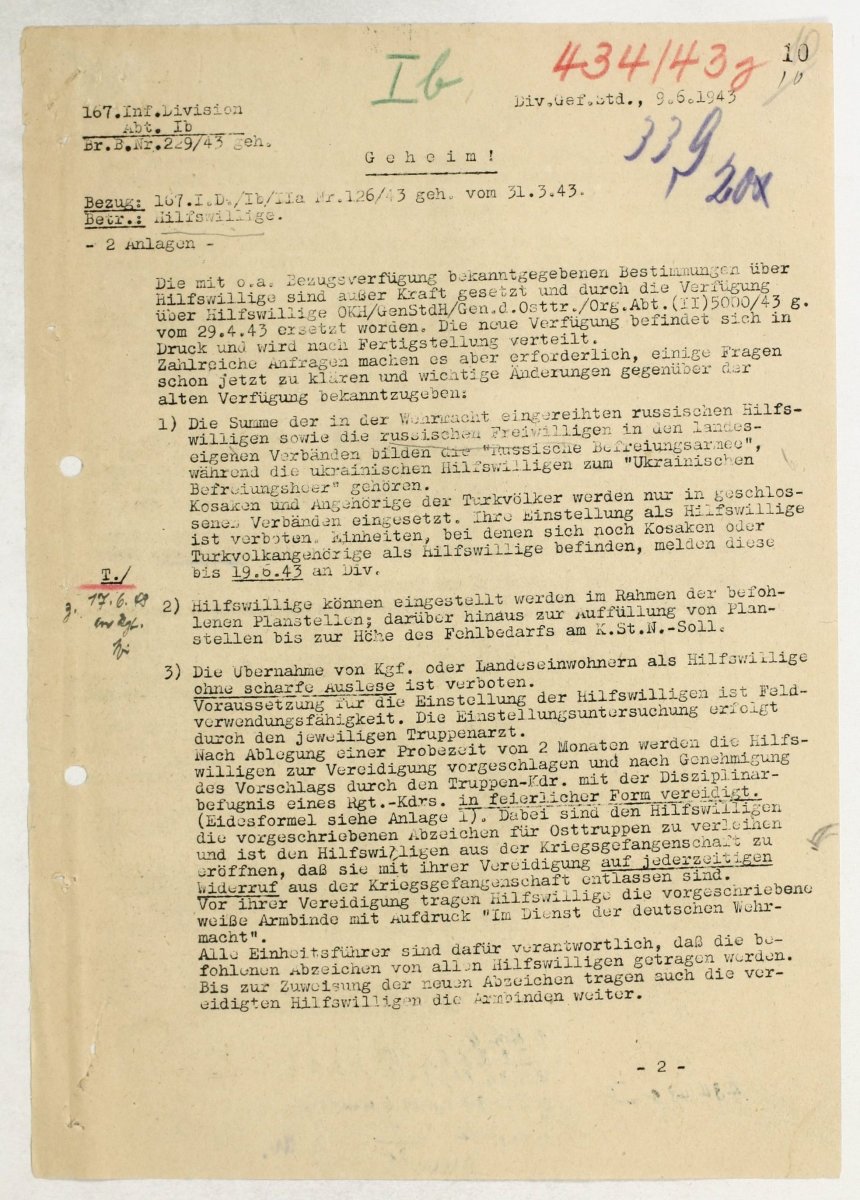 10
434/43g
10
Ib
167.Inf.Division
Abt. Ib
Br.B.Nr.229/43 geh.
Div.Gef.Std., 9.6.1943
339
G e h e i m !
20x
Bezug: 167.I.D./Ib/IIa Nr.126/43 geh. vom 31.3.43.
Betr.: Hilfswillige.
- 2 Anlagen -
Die mit o.a. Bezugsverfügung bekanntgegebenen Bestimmungen über
Hilfswillige sind außer Kraft gesetzt und durch die Verfügung
über Hilfswillige OKH/GenStdH/Gen.d.Osttr./Org.Abt.(II)5000/43 g.
vom 29.4.43 ersetzt worden. Die neue Verfügung befindet sich in
Druck und wird nach Fertigstellung verteilt.
Zahlreiche Anfragen machen es aber erforderlich, einige Fragen
schon jetzt zu klären und wichtige Änderungen gegenüber der
alten Verfügung bekanntzugeben:
1) Die Summe der in der Wehrmacht eingereihten russischen Hilfs-
willigen sowie die russischen Freiwilligen in den landes-
eigenen Verbänden bilden die "Russische Befreiungsarmee",
während die ukrainischen Hilfswilligen zum "Ukrainischen
Befreiungsheer" gehören.
Kosaken und Angehörige der Turkvölker werden nur in geschlos-
senen Verbänden eingesetzt. Ihre Einstellung als Hilfswillige
ist verboten. Einheiten, bei denen sich noch Kosaken oder
Turkvolkangehörige als Hilfswillige befinden, melden diese
bis 19.6.43 an Div.
T./
17.6.
2) Hilfswillige können eingestellt werden im Rahmen der befoh-
lenen Planstellen; darüber hinaus zur Auffüllung von Plan-
stellen bis zur Höhe des Fehlbedarfs am K.St.N.-Soll.
3) Die Übernahme von Kgf. oder Landeseinwohnern als Hilfswillige
ohne scharfe Auslese ist verboten.
Voraussetzung für die Einstellung der Hilfswilligen ist Feld-
verwendungsfähigkeit. Die Einstellungsuntersuchung erfolgt
durch den jeweiligen Truppenarzt.
Nach Ablegung einer Probezeit von 2 Monaten werden die Hilfs-
willigen zur Vereidigung vorgeschlagen und nach Genehmigung
des Vorschlags durch den Truppen-Kdr. mit der Disziplinar-
befugnis eines Rgt.-Kdrs. in feierlicher Form vereidigt.
(Eidesformel siehe Anlage 1). Dabei sind den Hilfswilligen
die vorgeschriebenen Abzeichen für Osttruppen zu verleihen
und ist den Hilfswilligen aus der Kriegsgefangenschaft zu
eröffnen, daß sie mit ihrer Vereidigung auf jederzeitigen
Widerruf aus der Kriegsgefangenschaft entlassen sind.
Vor ihrer Vereidigung tragen Hilfswillige die vorgeschriebene
weiße Armbinde mit Aufdruck "Im Dienst der deutschen Wehr-
macht".
Alle Einheitsführer sind dafür verantwortlich, daß die be-
fohlenen Abzeichen von allen Hilfswilligen getragen werden.
Bis zur Zuweisung der neuen Abzeichen tragen auch die ver-
eidigten Hilfswilligen die Armbinden weiter.
- 2 -